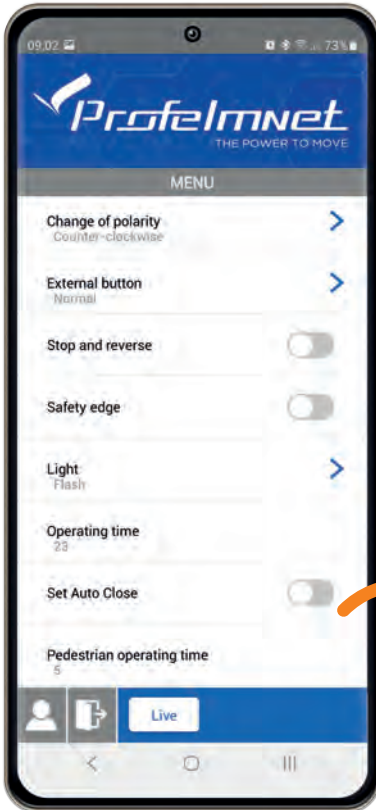 09:02
73%
Profelmnet
THE POWER TO MOVE
MENU
Change of polarity
Counter-clockwise
External button
Normal
Stop and reverse
Safety edge
Light
Flash
Operating time
23
Set Auto Close
Pedestrian operating time
5
Live